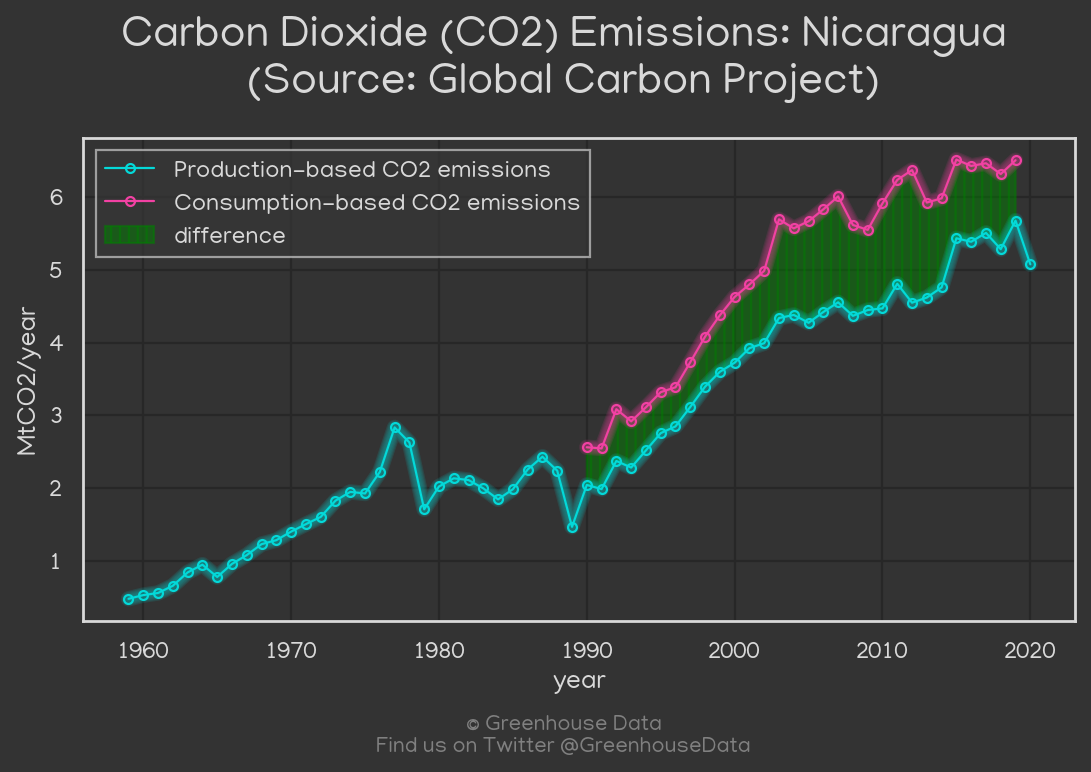 Carbon Dioxide (CO2) Emissions: Nicaragua
(Source: Global Carbon Project)
Production-based CO2 emissions
Consumption-based CO2 emissions
difference
6
5
4
3
2
1
MtCO2/year
1960 1970 1980 1990 2000 2010 2020
year
© Greenhouse Data
Find us on Twitter @GreenhouseData